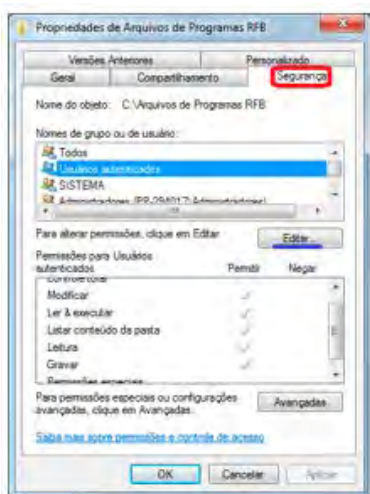 Propriedades de Arquivos de Programas RFB
Versões Anteriores
Personalizado
Geral
Compartilhamento
Segurança
Nome do objeto: C:\Arquivos de Programas RFB
Nomes de grupo ou de usuário:
Todos
Usuários autenticados
SISTEMA
Administradores
Para alterar permissões, clique em Editar
Editar...
Permissões para Usuários
autenticados
Permitir
Negar
Controle total
Modificar
Ler & executar
Listar conteúdo da pasta
Leitura
Gravar
Permissões especiais
Para permissões especiais ou configurações
avançadas, clique em Avançadas.
Avançadas
Saiba mais sobre permissões e controle de acesso
OK
Cancelar
Aplicar